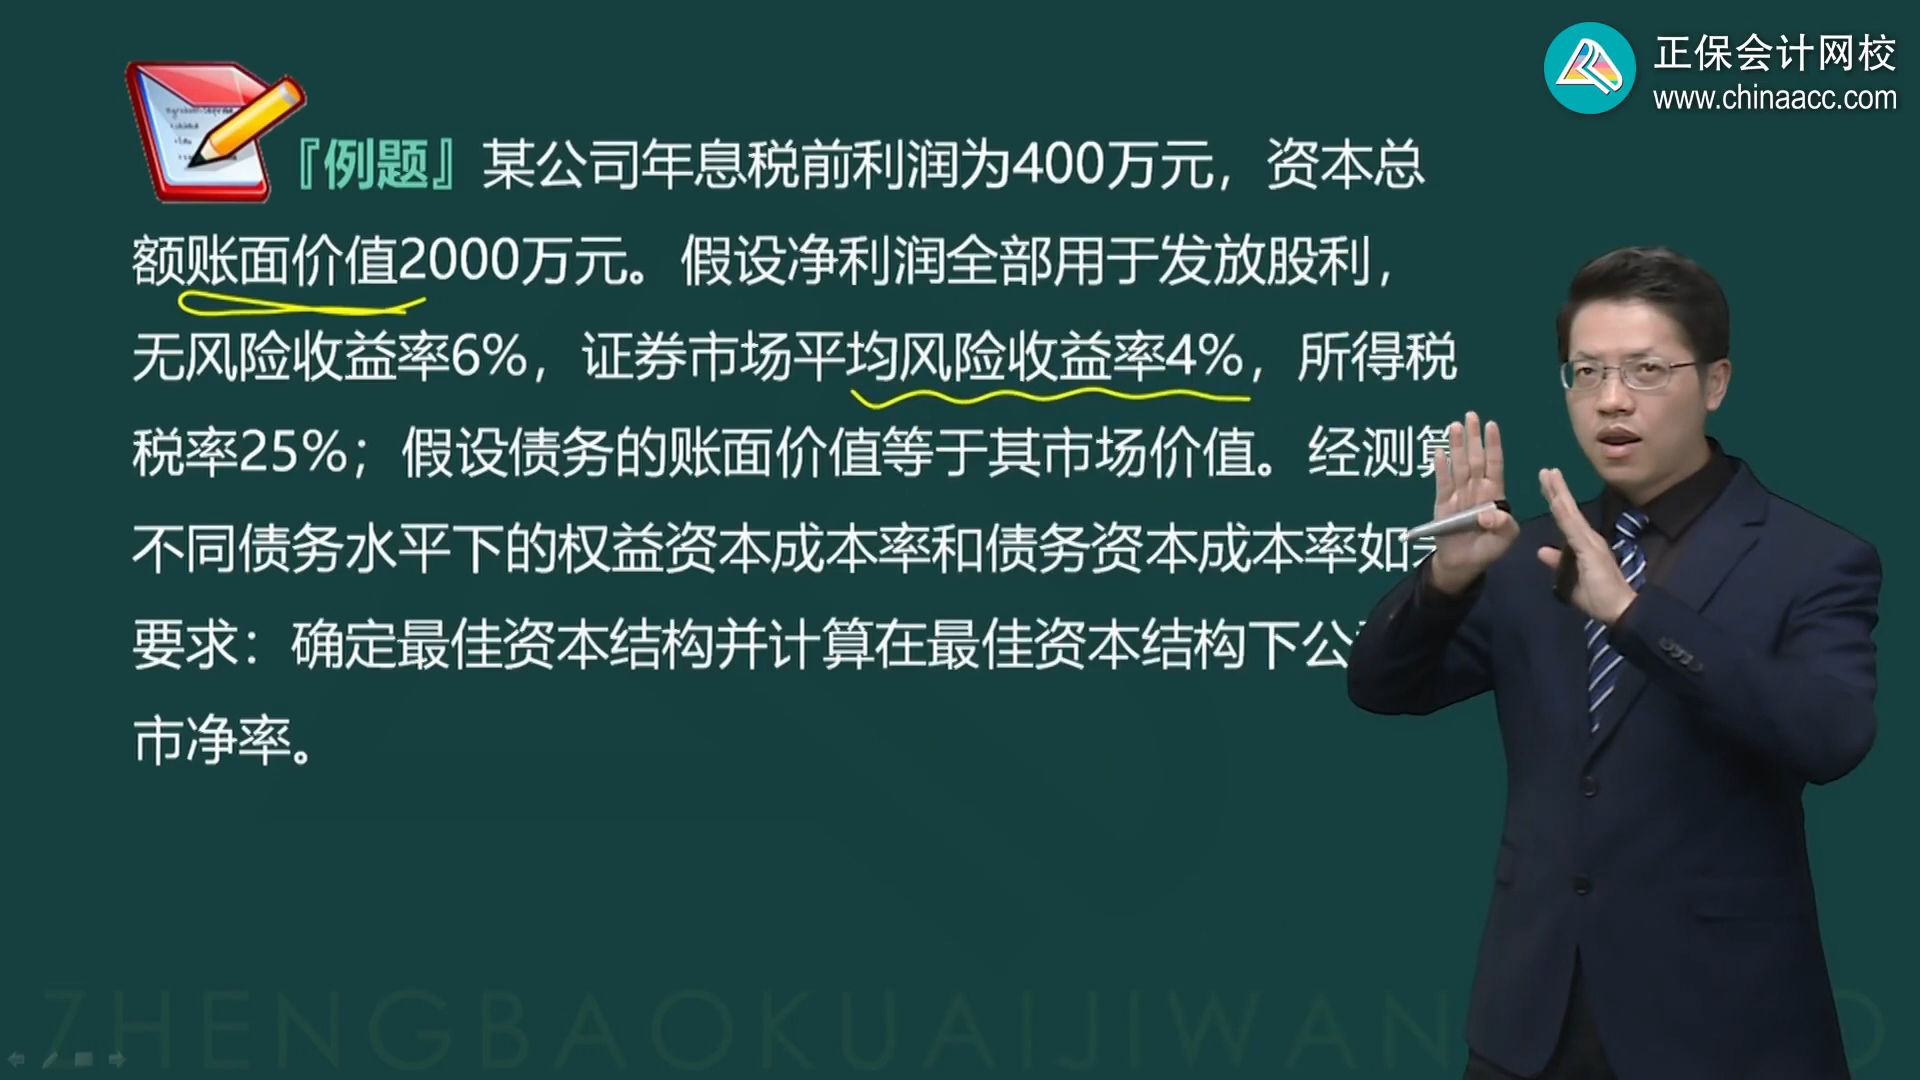 正保会计网校
www.chinaacc.com
『例题』某公司年息税前利润为400万元，资本总
额账面价值2000万元。假设净利润全部用于发放股利，
无风险收益率6%，证券市场平均风险收益率4%，所得税
税率25%；假设债务的账面价值等于其市场价值。经测算
不同债务水平下的权益资本成本率和债务资本成本率如
要求：确定最佳资本结构并计算在最佳资本结构下公
市净率。
ZHENGBAOKUAIJIWAN